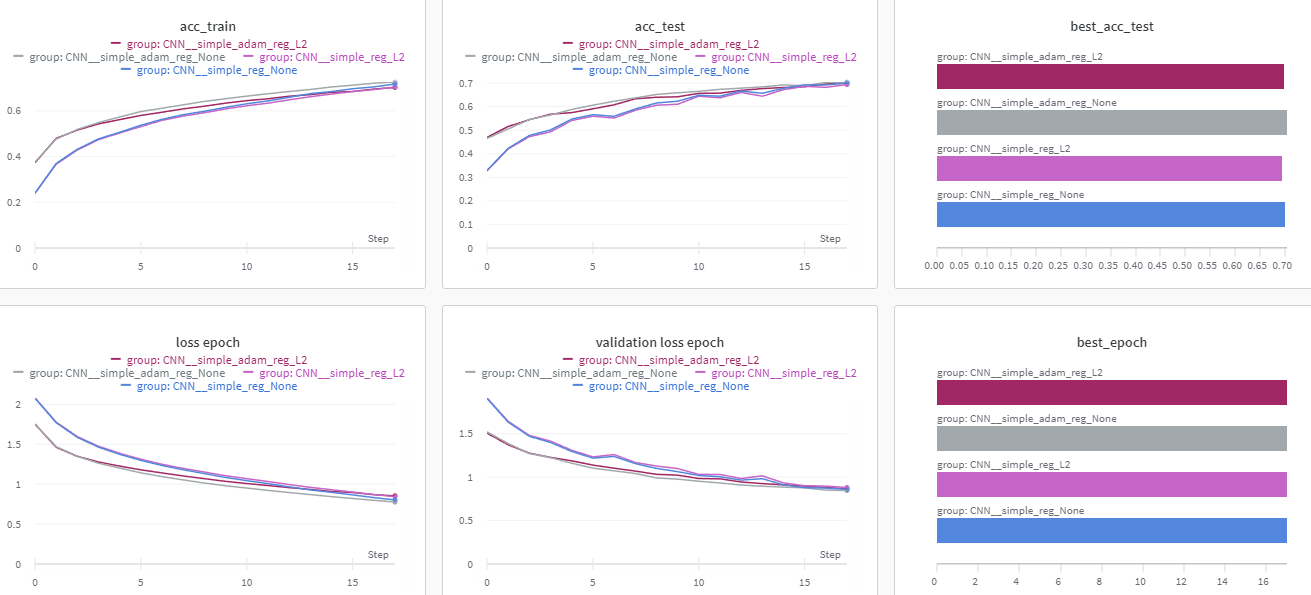 acc_train
group: CNN__simple_adam_reg_L2
group: CNN__simple_adam_reg_None group: CNN__simple_reg_L2
group: CNN__simple_reg_None
0.6
0.4
0.2
0
Step
0 5 10 15
acc_test
group: CNN__simple_adam_reg_L2
group: CNN__simple_adam_reg_None group: CNN__simple_reg_L2
group: CNN__simple_reg_None
0.7
0.6
0.5
0.4
0.3
0.2
0.1
0
Step
0 5 10 15
best_acc_test
group: CNN__simple_adam_reg_L2
group: CNN__simple_adam_reg_None
group: CNN__simple_reg_L2
group: CNN__simple_reg_None
0.00 0.05 0.10 0.15 0.20 0.25 0.30 0.35 0.40 0.45 0.50 0.55 0.60 0.65 0.70
loss epoch
group: CNN__simple_adam_reg_L2
group: CNN__simple_adam_reg_None group: CNN__simple_reg_L2
group: CNN__simple_reg_None
2
1.5
1
0.5
0
Step
0 5 10 15
validation loss epoch
group: CNN__simple_adam_reg_L2
group: CNN__simple_adam_reg_None group: CNN__simple_reg_L2
group: CNN__simple_reg_None
1.5
1
0.5
0
Step
0 5 10 15
best_epoch
group: CNN__simple_adam_reg_L2
group: CNN__simple_adam_reg_None
group: CNN__simple_reg_L2
group: CNN__simple_reg_None
0 2 4 6 8 10 12 14 16